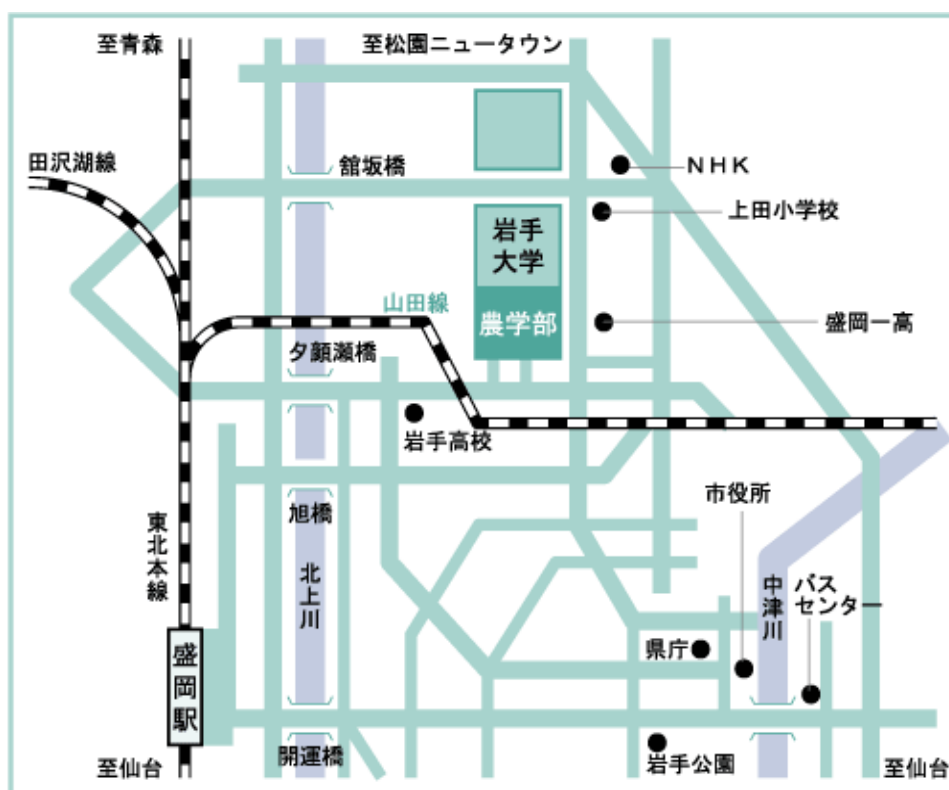 至青森
至松園ニュータウン
田沢湖線
舘坂橋
NHK
上田小学校
岩手
大学
山田線
農学部
盛岡一高
夕顔瀬橋
岩手高校
市役所
旭橋
東北本線
北上川
中津川
バス
センター
盛岡駅
県庁
開運橋
岩手公園
至仙台
至仙台